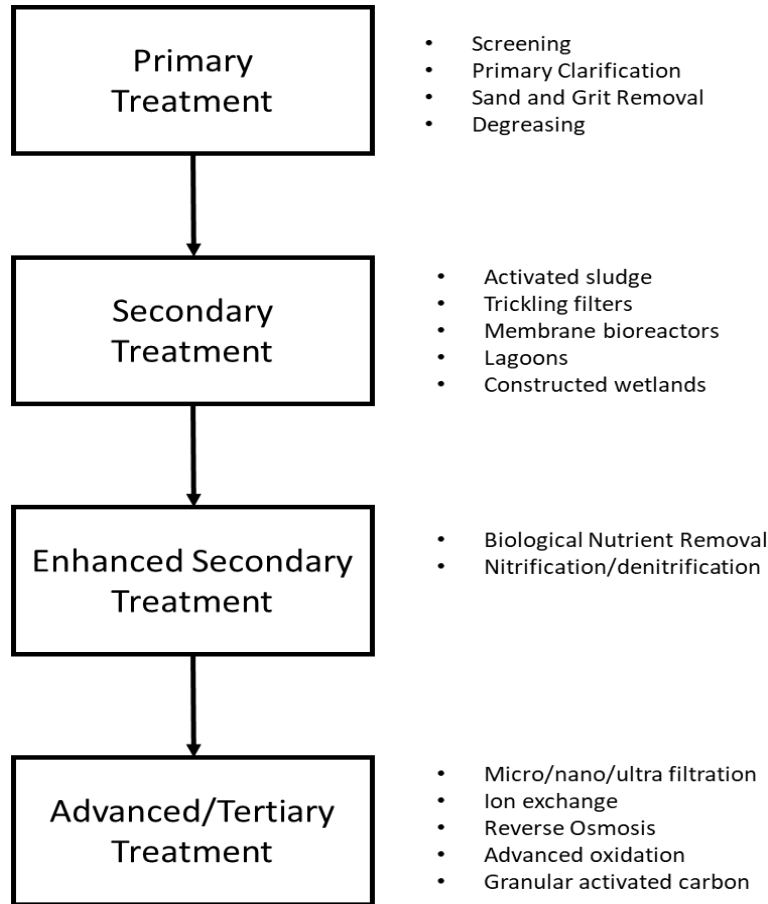 Primary
Treatment
• Screening
• Primary Clarification
• Sand and Grit Removal
• Degreasing
Secondary
Treatment
• Activated sludge
• Trickling filters
• Membrane bioreactors
• Lagoons
• Constructed wetlands
Enhanced Secondary
Treatment
• Biological Nutrient Removal
• Nitrification/denitrification
Advanced/Tertiary
Treatment
• Micro/nano/ultra filtration
• Ion exchange
• Reverse Osmosis
• Advanced oxidation
• Granular activated carbon